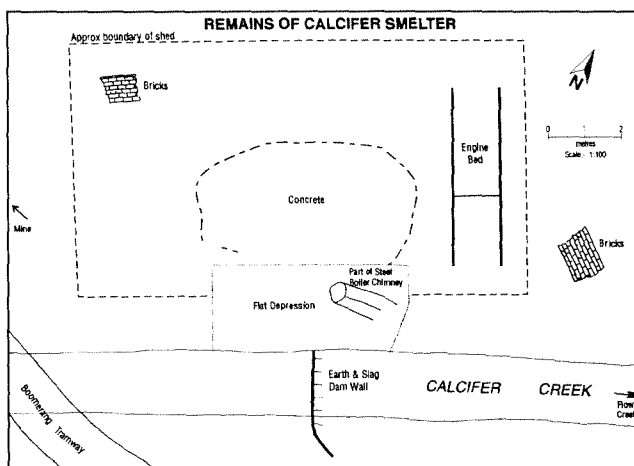 REMAINS OF CALCIFER SMELTER
Approx boundary of shed
Bricks
N
0 1 2
metres
Scale - 1:100
Engine
Bed
Concrete
Mine
Bricks
Part of Steel
Boiler Chimney
Flat Depression
Earth & Slag
Dam Wall
CALCIFER CREEK
Boomerang Tramway
Creek